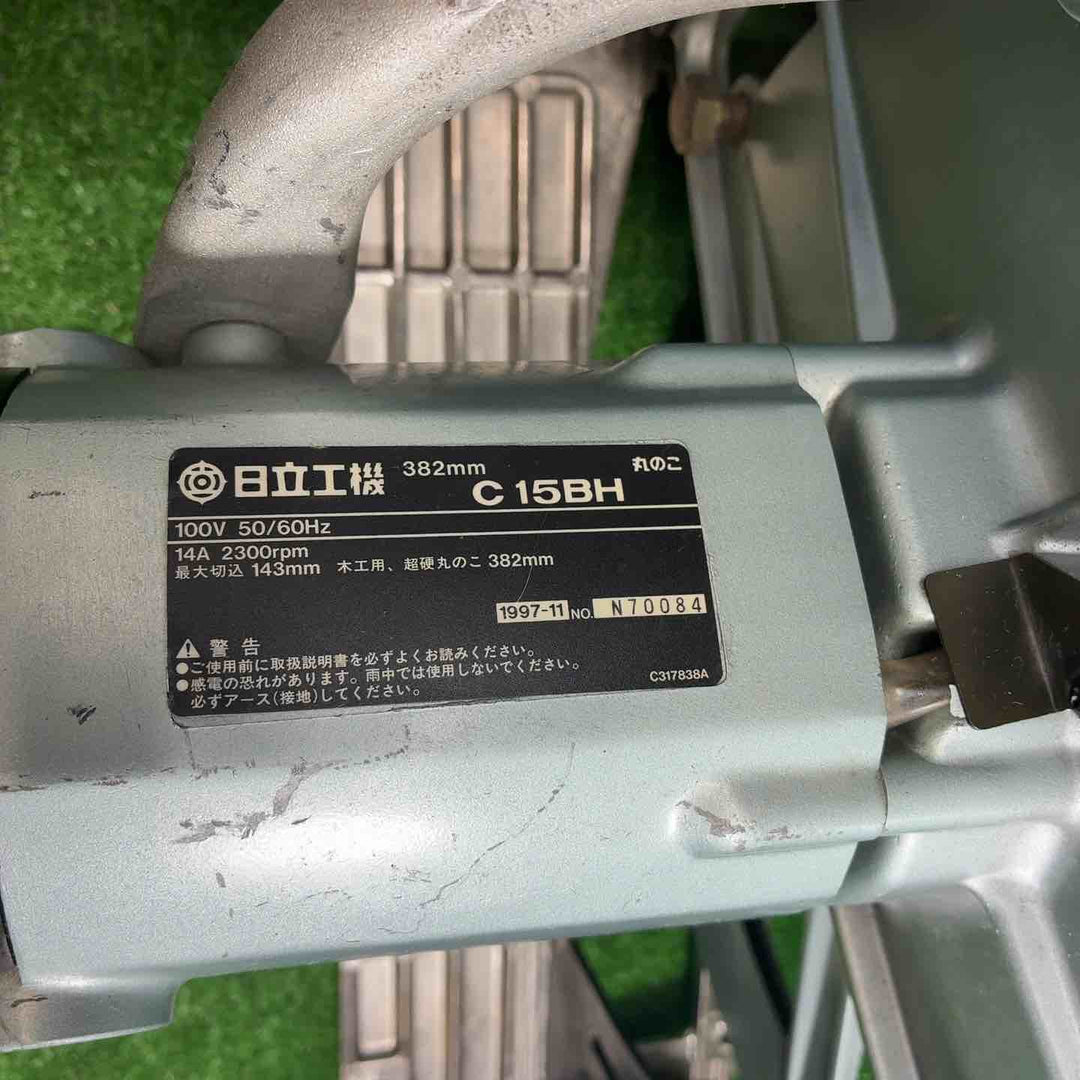 日立工機 382mm 丸のこ
C 15BH
100V 50/60Hz
14A 2300rpm
最大切込 143mm 木工用、超硬丸のこ 382mm
1997-11 NO. N70084
警告
●ご使用前に取扱説明書を必ずよくお読みください。
●感電の恐れがあります。雨中では使用しないでください。
必ずアース(接地)してください。
C317838A